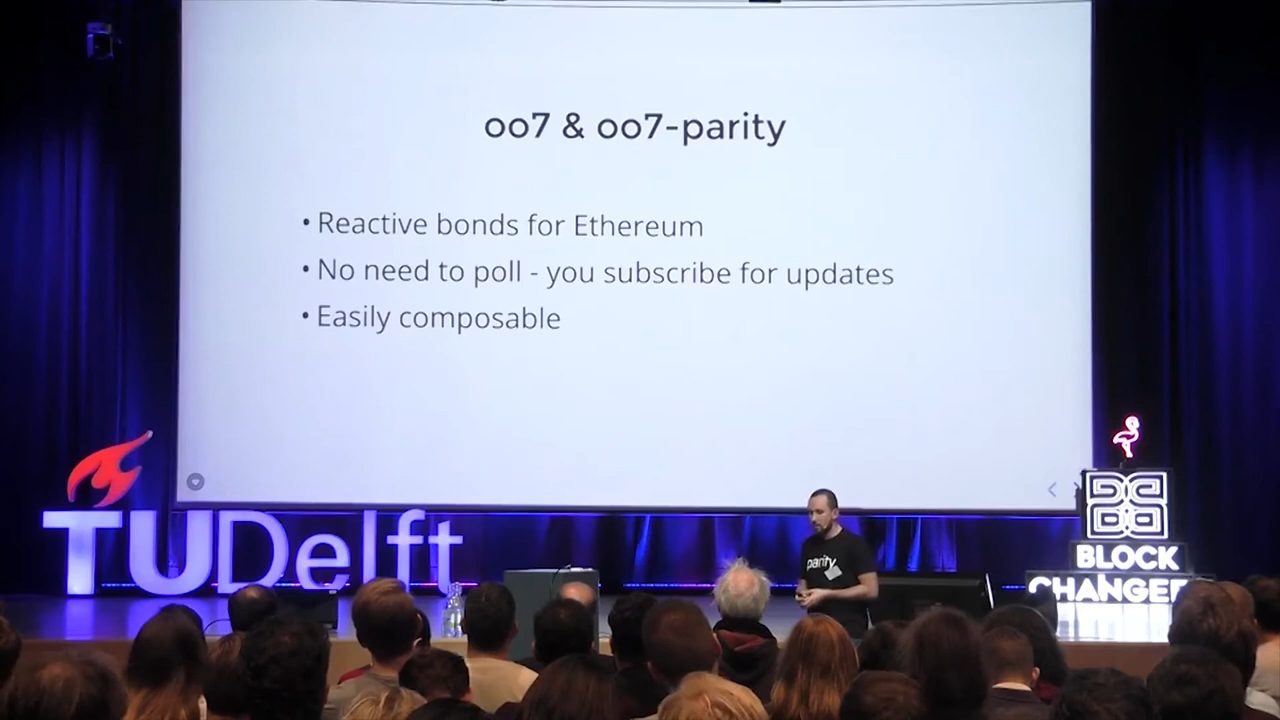 oo7 & oo7-parity
• Reactive bonds for Ethereum
• No need to poll - you subscribe for updates
• Easily composable
TUDelft
parity
BLOCK
CHANGER